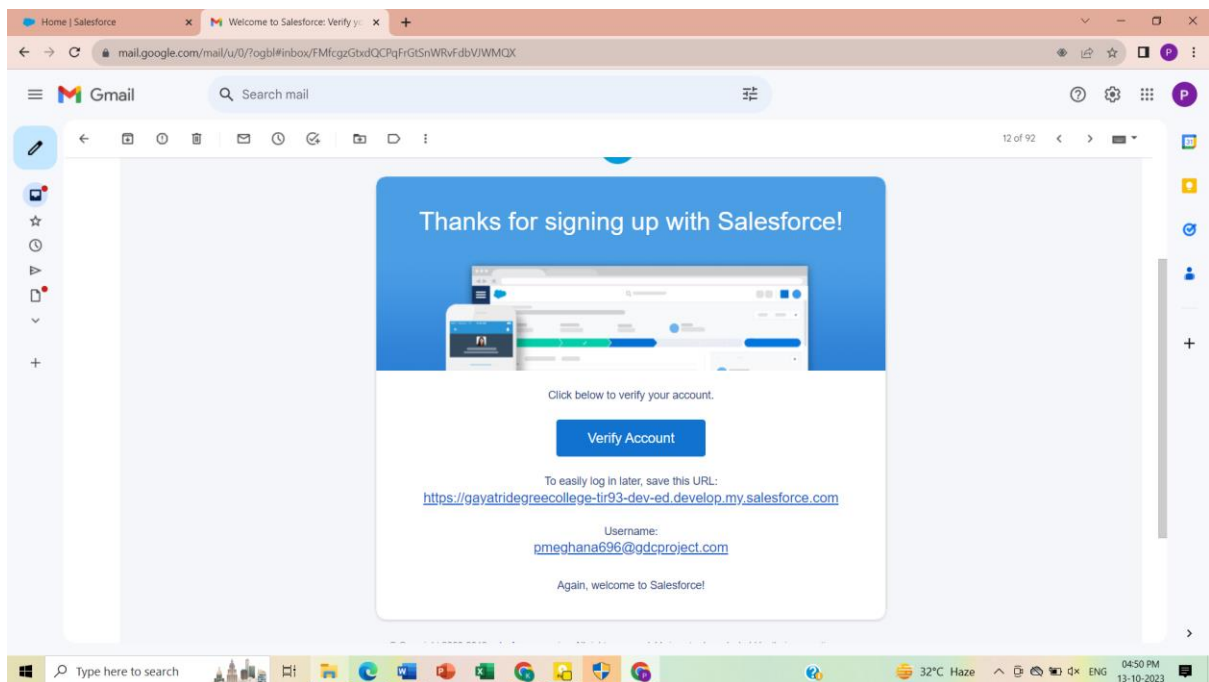 Home | Salesforce
Welcome to Salesforce: Verify yo
mail.google.com/mail/u/0/?ogbl#inbox/FMfcgzGtxdQCPqFrGtSnWRvFdbVJWMQX
P
Gmail
Search mail
P
12 of 92
31
Thanks for signing up with Salesforce!
Click below to verify your account.
Verify Account
To easily log in later, save this URL:
https://gayatridegreecollege-tir93-dev-ed.develop.my.salesforce.com
Username:
pmeghana696@gdcproject.com
Again, welcome to Salesforce!
Type here to search
32°C Haze
ENG
04:50 PM
13-10-2023